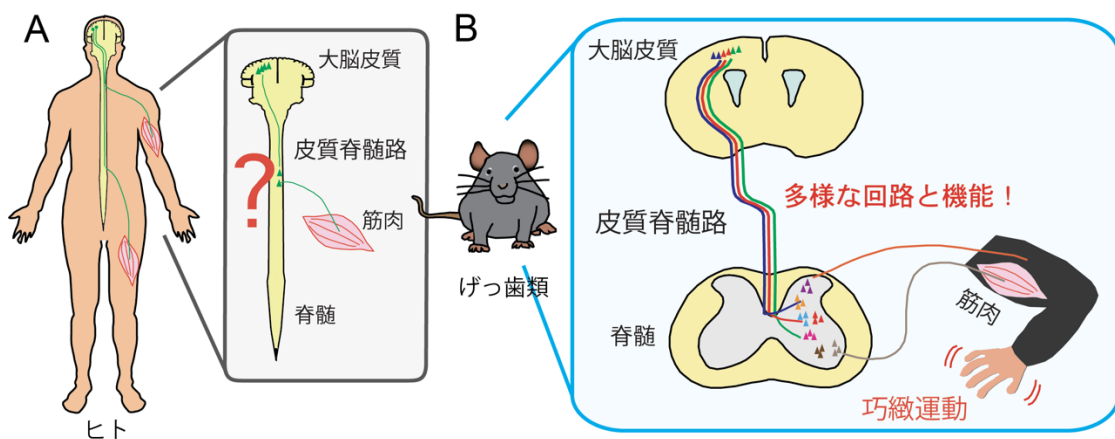 A
大脳皮質
皮質脊髄路
?
筋肉
脊髄
ヒト
B
げっ歯類
大脳皮質
多様な回路と機能！
皮質脊髄路
筋肉
脊髄
巧緻運動